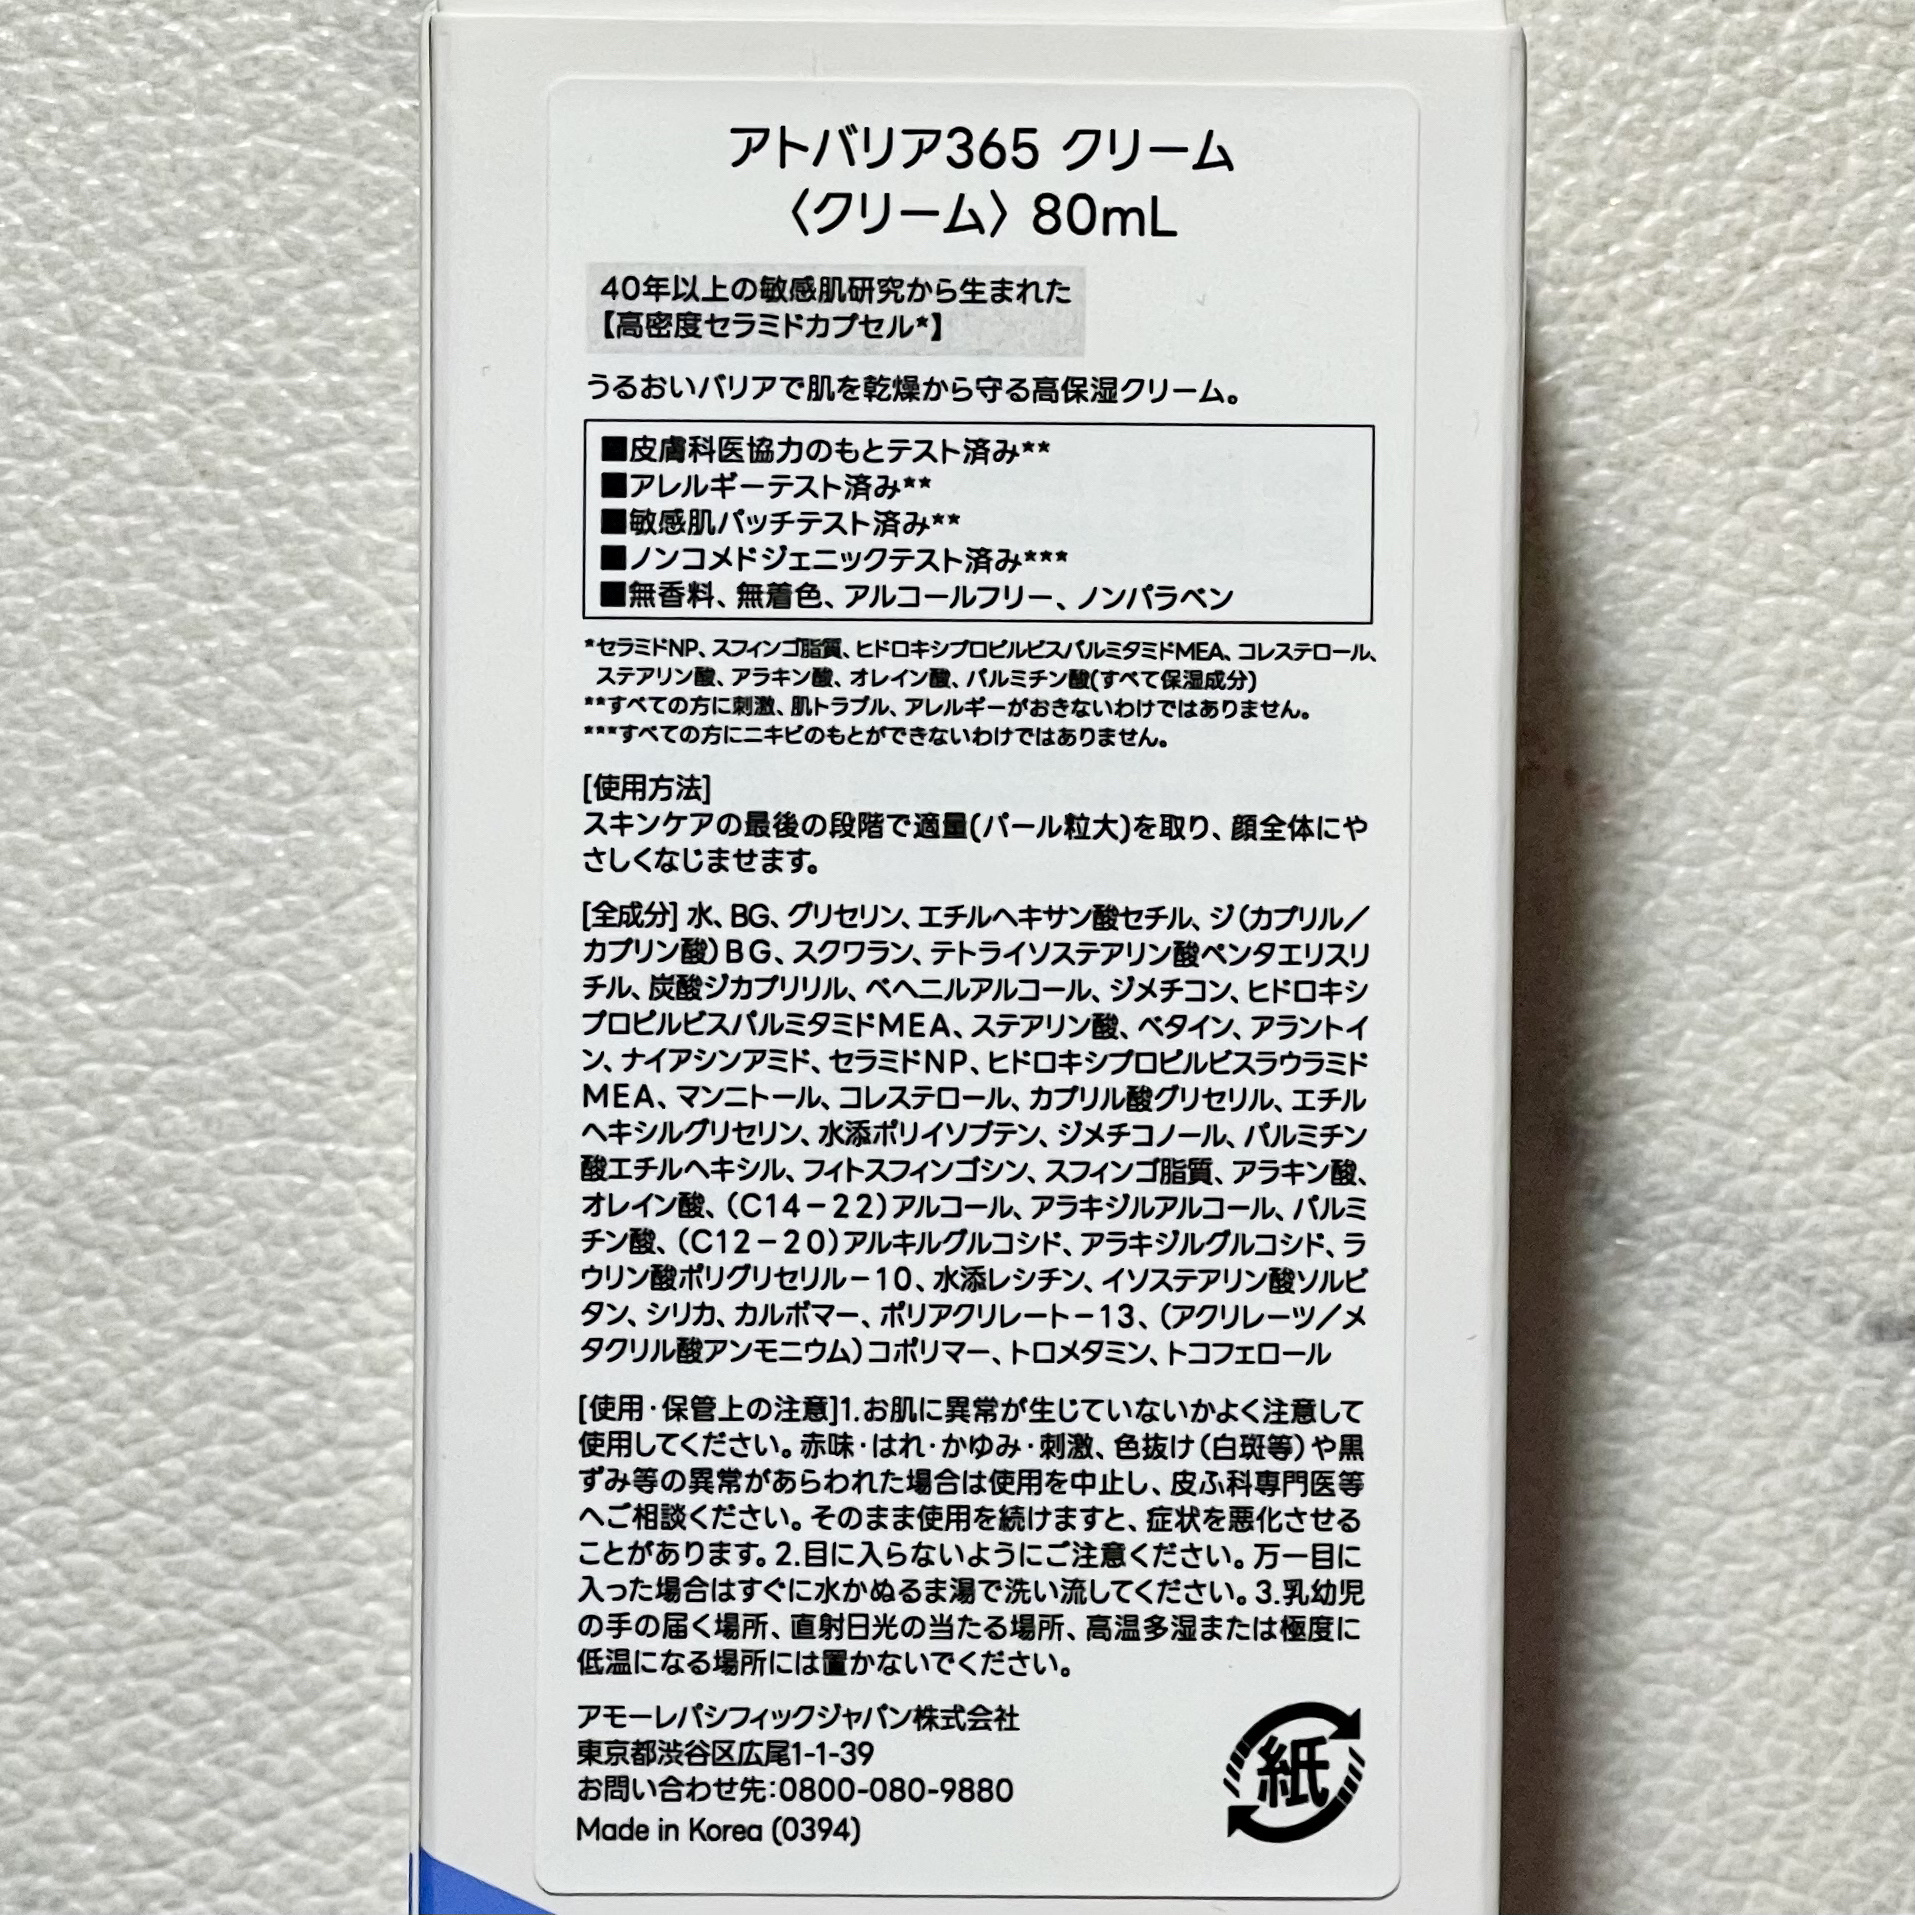 アトバリア365 クリーム
〈クリーム〉80mL
40年以上の敏感肌研究から生まれた
【高密度セラミドカプセル*】
うるおいバリアで肌を乾燥から守る高保湿クリーム。
■皮膚科医協力のもとテスト済み**
■アレルギーテスト済み**
■敏感肌パッチテスト済み**
■ノンコメドジェニックテスト済み***
■無香料、無着色、アルコールフリー、ノンパラベン
*セラミドNP、スフィンゴ脂質、ヒドロキシプロピルビスパルミタミドMEA、コレステロール、
ステアリン酸、アラキン酸、オレイン酸、パルミチン酸(すべて保湿成分)
**すべての方に刺激、肌トラブル、アレルギーがおきないわけではありません。
***すべての方にニキビのもとができないわけではありません。
[使用方法]
スキンケアの最後の段階で適量(パール粒大)を取り、顔全体にや
さしくなじませます。
[全成分] 水、BG、グリセリン、エチルヘキサン酸セチル、ジ(カプリル／
カプリン酸)BG、スクワラン、テトライソステアリン酸ペンタエリスリ
チル、炭酸ジカプリリル、ベヘニルアルコール、ジメチコン、ヒドロキシ
プロピルビスパルミタミドMEA、ステアリン酸、ベタイン、アラントイ
ン、ナイアシンアミド、セラミドNP、ヒドロキシプロピルビスラウラミド
MEA、マンニトール、コレステロール、カプリル酸グリセリル、エチル
ヘキシルグリセリン、水添ポリイソブテン、ジメチコノール、パルミチン
酸エチルヘキシル、フィトスフィンゴシン、スフィンゴ脂質、アラキン酸、
オレイン酸、(C14－22)アルコール、アラキジルアルコール、パルミ
チン酸、(C12－20)アルキルグルコシド、アラキジルグルコシド、ラ
ウリン酸ポリグリセリル－10、水添レシチン、イソステアリン酸ソルビ
タン、シリカ、カルボマー、ポリアクリレート－13、(アクリレーツ／メ
タクリル酸アンモニウム)コポリマー、トロメタミン、トコフェロール
[使用・保管上の注意]1.お肌に異常が生じていないかよく注意して
使用してください。赤味・はれ・かゆみ・刺激、色抜け(白斑等)や黒
ずみ等の異常があらわれた場合は使用を中止し、皮ふ科専門医等
へご相談ください。そのまま使用を続けますと、症状を悪化させる
ことがあります。2.目に入らないようにご注意ください。万一目に
入った場合はすぐに水かぬるま湯で洗い流してください。3.乳幼児
の手の届く場所、直射日光の当たる場所、高温多湿または極度に
低温になる場所には置かないでください。
アモーレパシフィックジャパン株式会社
東京都渋谷区広尾1-1-39
お問い合わせ先：0800-080-9880
Made in Korea (0394)
紙